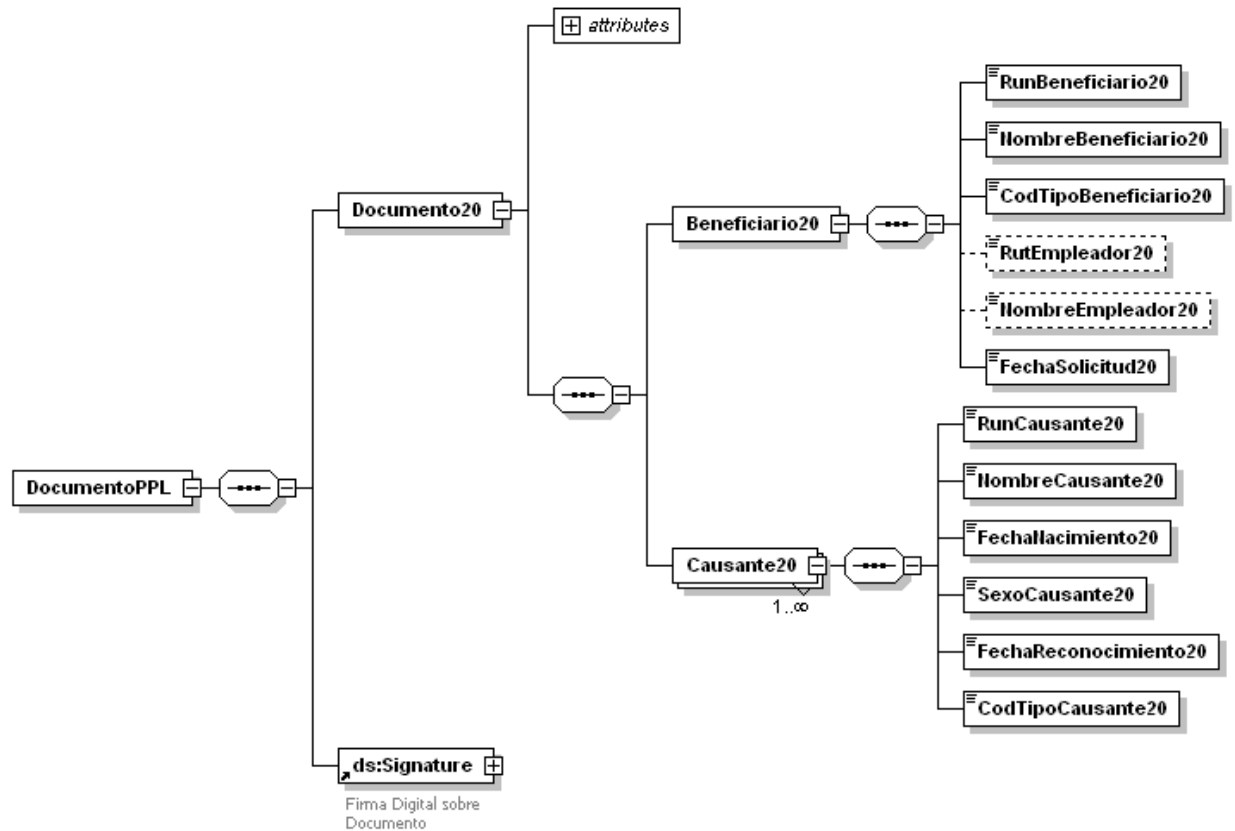 attributes
RunBeneficiario20
NombreBeneficiario20
CodTipoBeneficiario20
Documento20
Beneficiario20
RutEmpleador20
NombreEmpleador20
FechaSolicitud20
RunCausante20
DocumentoPPL
NombreCausante20
FechaNacimiento20
Causante20
1..∞
SexoCausante20
FechaReconocimiento20
CodTipoCausante20
ds:Signature
Firma Digital sobre
Documento